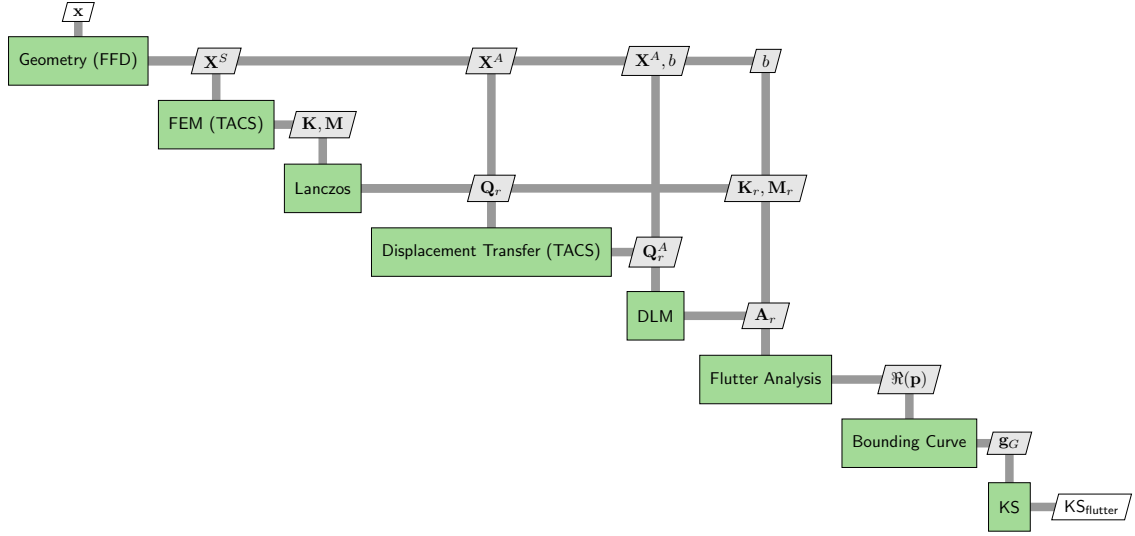 x
Geometry (FFD)
X^S
X^A
X^A, b
b
FEM (TACS)
K, M
Lanczos
Q_r
K_r, M_r
Displacement Transfer (TACS)
Q_r^A
DLM
A_r
Flutter Analysis
ℜ(p)
Bounding Curve
g_G
KS
KS_flutter